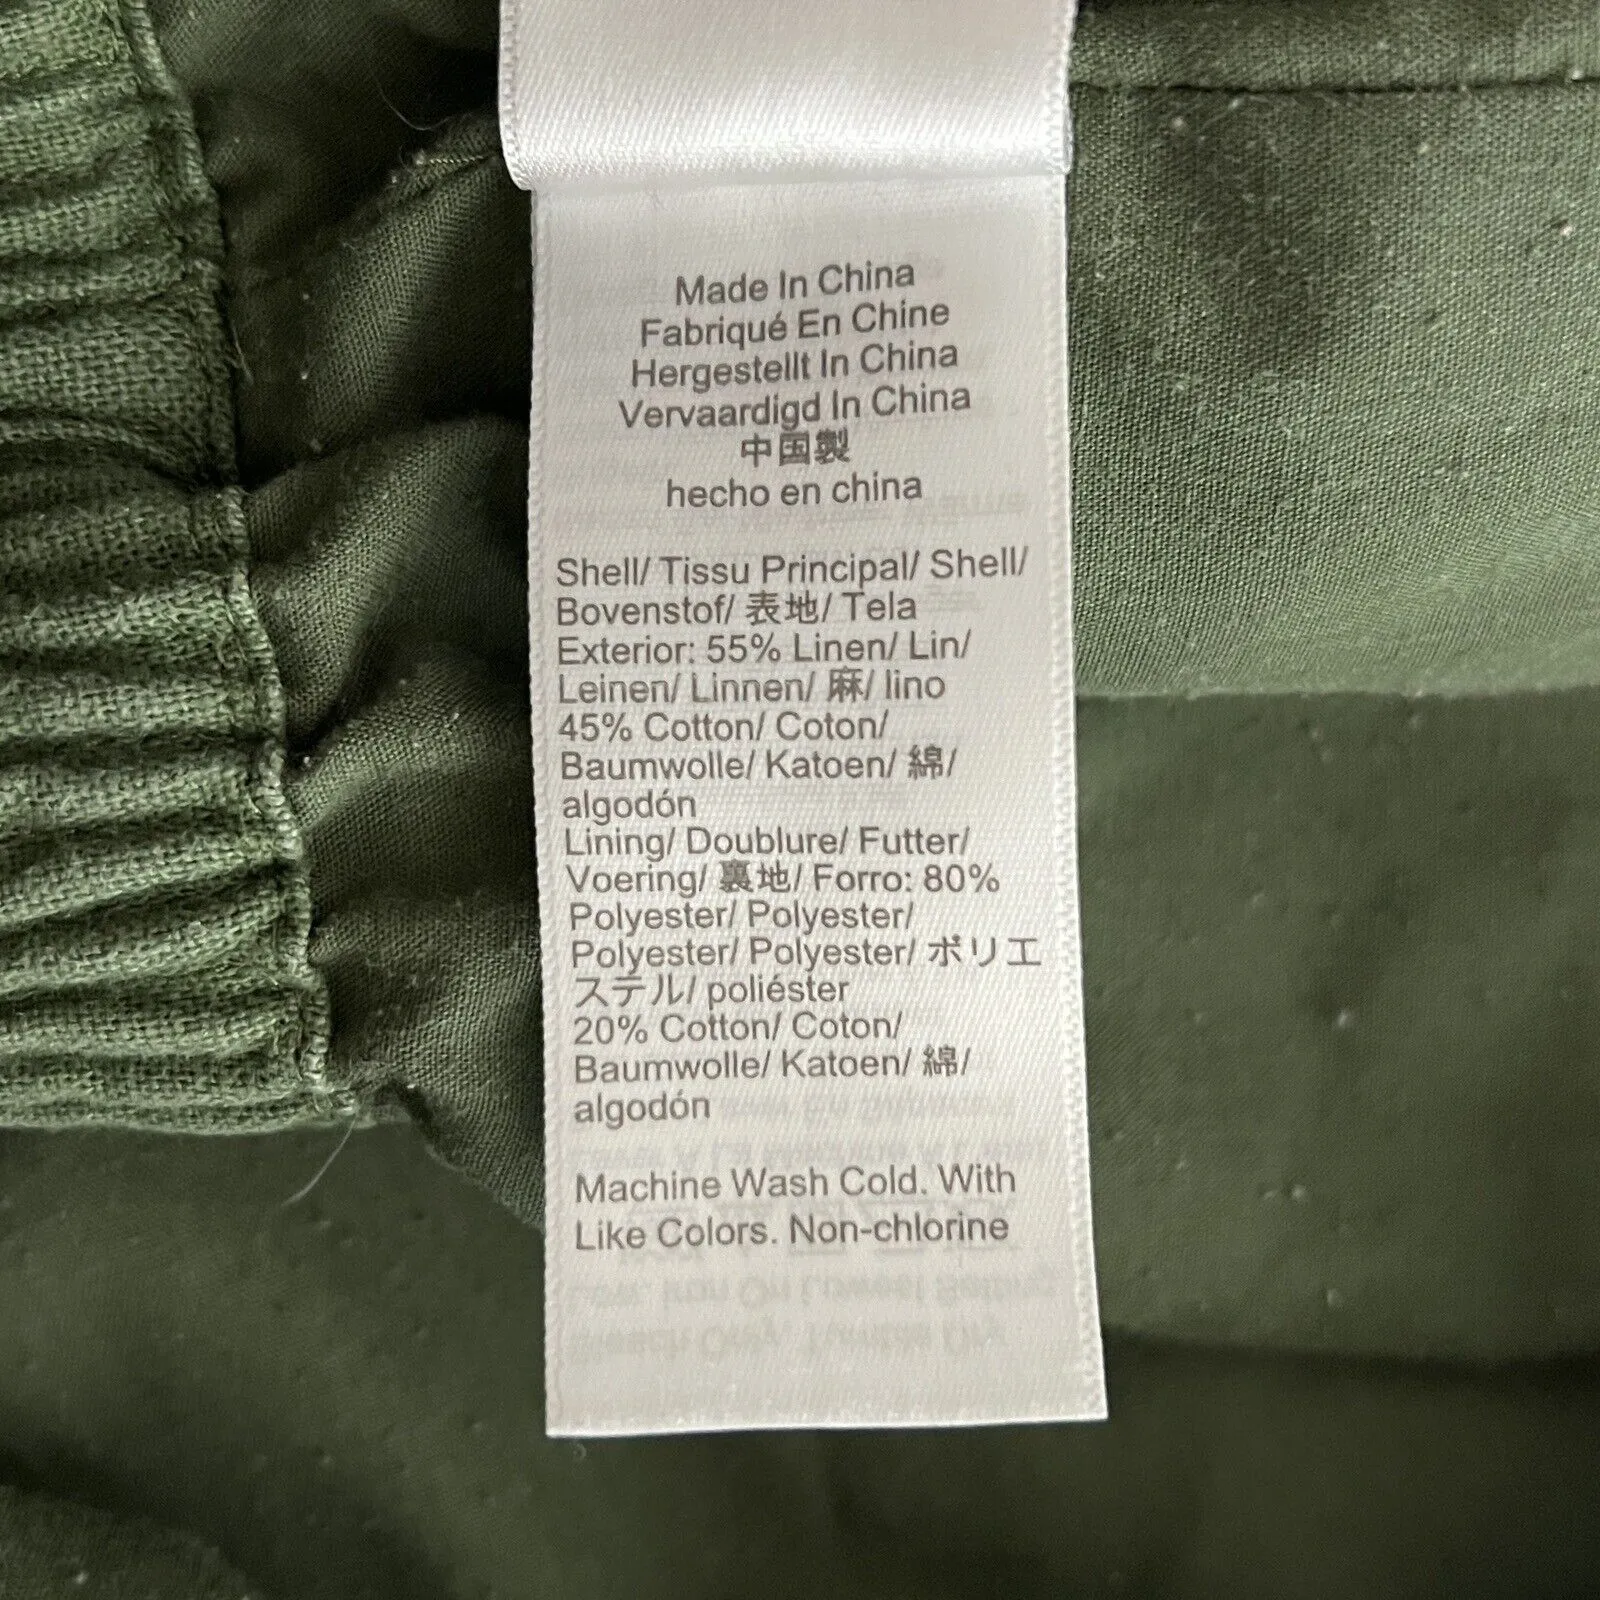 Made In China
Fabriqué En Chine
Hergestellt In China
Vervaardigd In China
中国製
hecho en china
Shell/ Tissu Principal/ Shell/
Bovenstof/ 表地/ Tela
Exterior: 55% Linen/ Lin/
Leinen/ Linnen/ 麻/ lino
45% Cotton/ Coton/
Baumwolle/ Katoen/ 綿/
algodón
Lining/ Doublure/ Futter/
Voering/ 裏地/ Forro: 80%
Polyester/ Polyester/
Polyester/ Polyester/ ポリエ
ステル/ poliéster
20% Cotton/ Coton/
Baumwolle/ Katoen/ 綿/
algodón
Machine Wash Cold. With
Like Colors. Non-chlorine